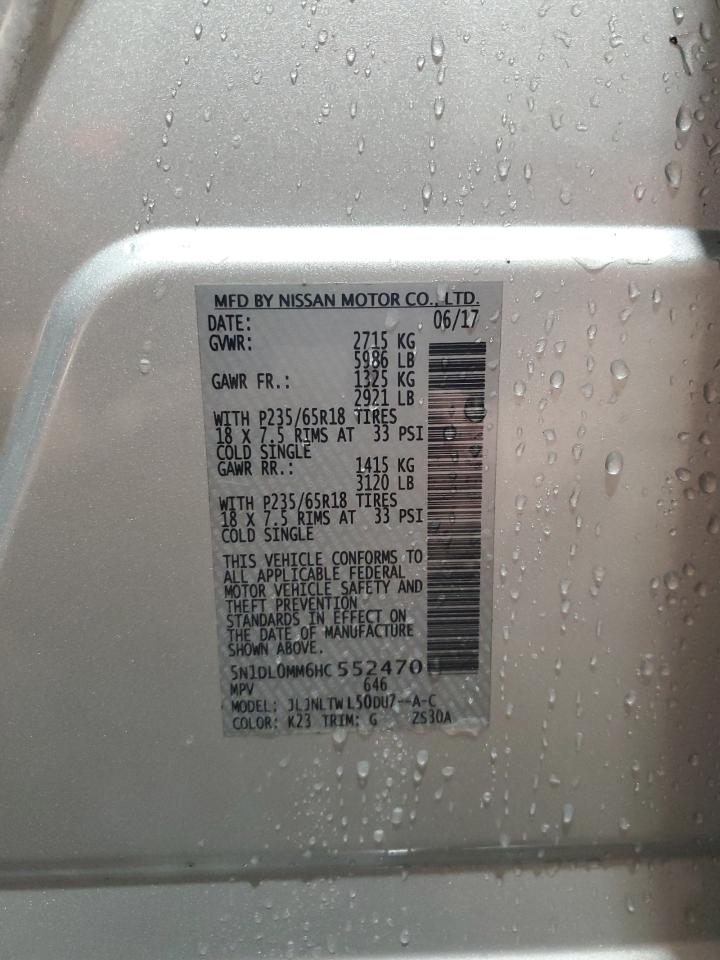 MFD BY NISSAN MOTOR CO., LTD.
DATE: 06/17
GVWR: 2715 KG
5986 LB
GAWR FR.: 1325 KG
2921 LB
WITH P235/65R18 TIRES
18 X 7.5 RIMS AT 33 PSI
COLD SINGLE
GAWR RR.: 1415 KG
3120 LB
WITH P235/65R18 TIRES
18 X 7.5 RIMS AT 33 PSI
COLD SINGLE
THIS VEHICLE CONFORMS TO
ALL APPLICABLE FEDERAL
MOTOR VEHICLE SAFETY AND
THEFT PREVENTION
STANDARDS IN EFFECT ON
THE DATE OF MANUFACTURE
SHOWN ABOVE.
5N1DL0MM6HC 552470
MPV 646
MODEL: JLJNLTW L50DU7--A-C
COLOR: K23 TRIM: G ZS30A